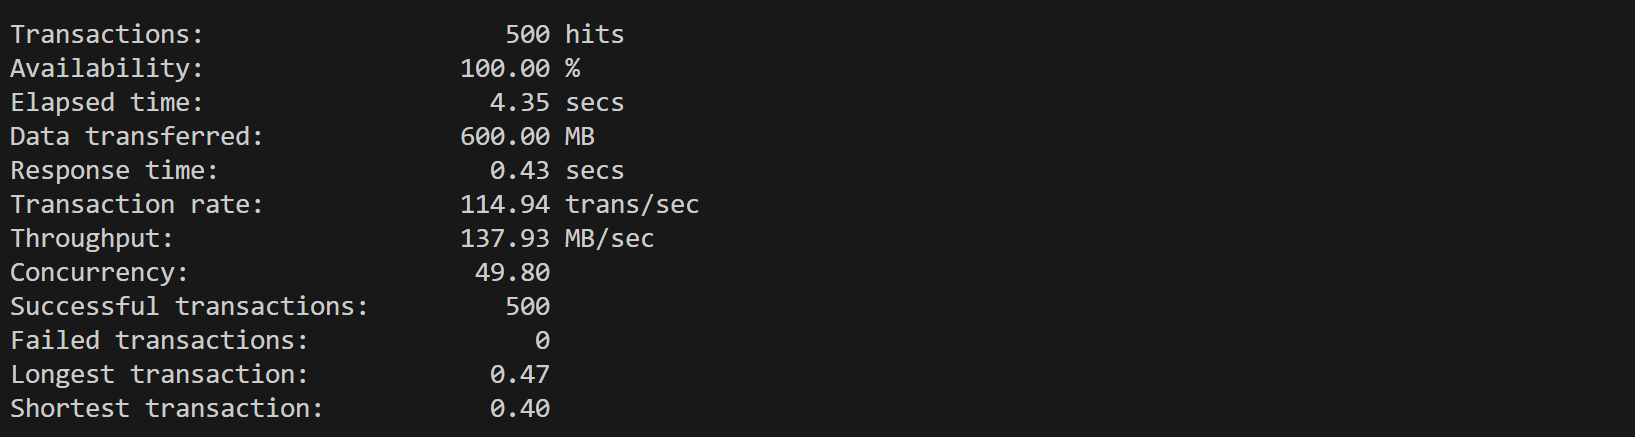 Transactions: 500 hits
Availability: 100.00 %
Elapsed time: 4.35 secs
Data transferred: 600.00 MB
Response time: 0.43 secs
Transaction rate: 114.94 trans/sec
Throughput: 137.93 MB/sec
Concurrency: 49.80
Successful transactions: 500
Failed transactions: 0
Longest transaction: 0.47
Shortest transaction: 0.40